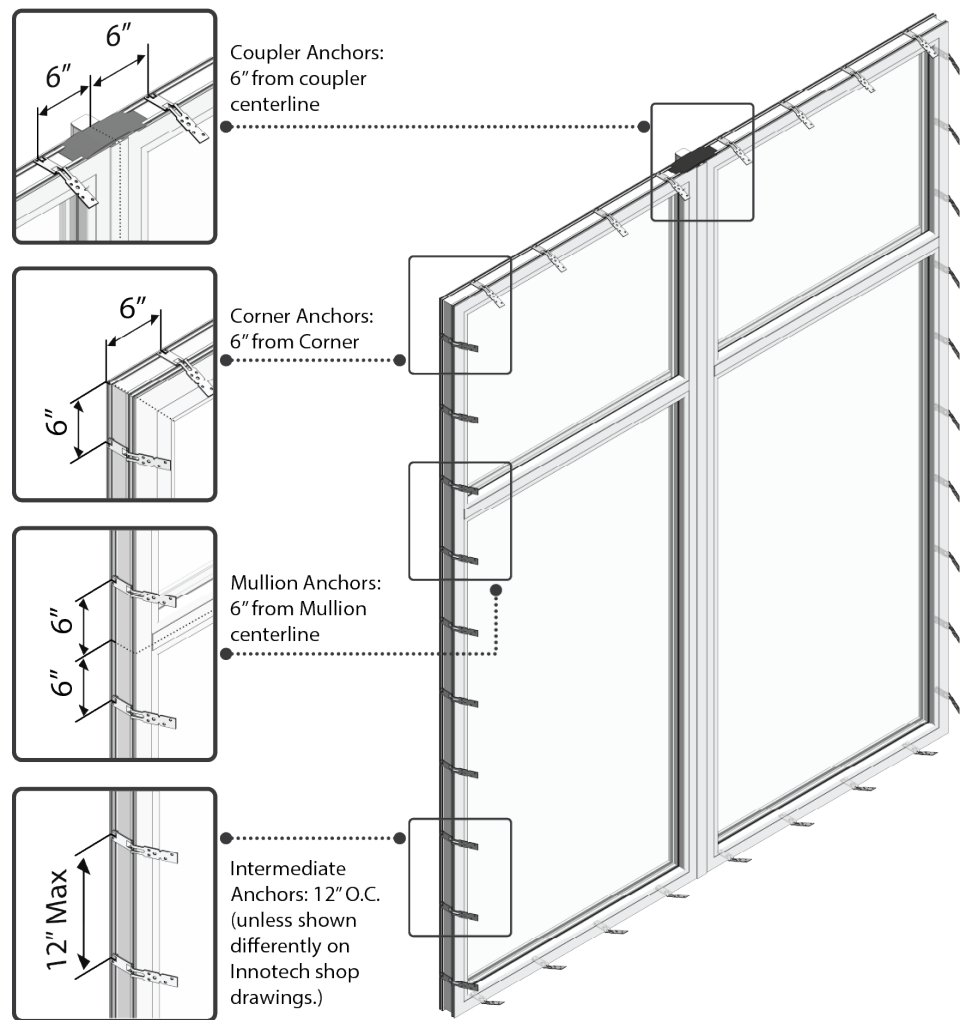 6”
6”
Coupler Anchors:
6” from coupler
centerline
6”
6”
Corner Anchors:
6” from Corner
6”
6”
Mullion Anchors:
6” from Mullion
centerline
12” Max
Intermediate
Anchors: 12” O.C.
(unless shown
differently on
Innotech shop
drawings.)